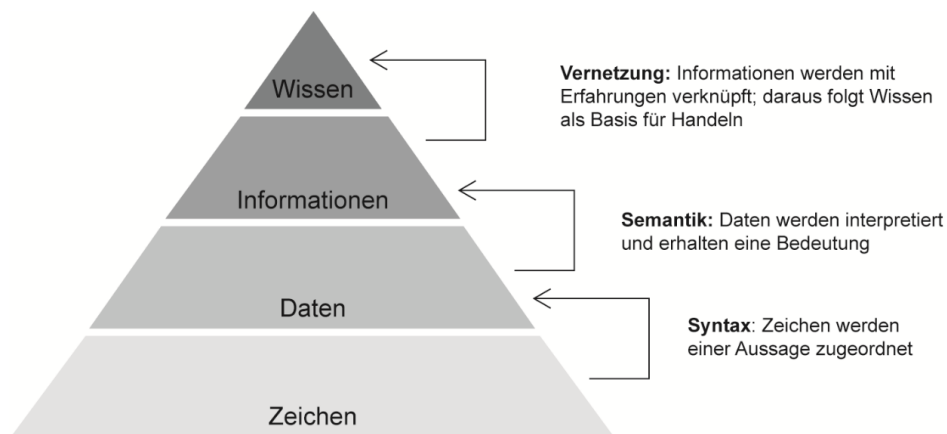 Wissen
Vernetzung: Informationen werden mit
Erfahrungen verknüpft; daraus folgt Wissen
als Basis für Handeln
Informationen
Semantik: Daten werden interpretiert
und erhalten eine Bedeutung
Daten
Syntax: Zeichen werden
einer Aussage zugeordnet
Zeichen